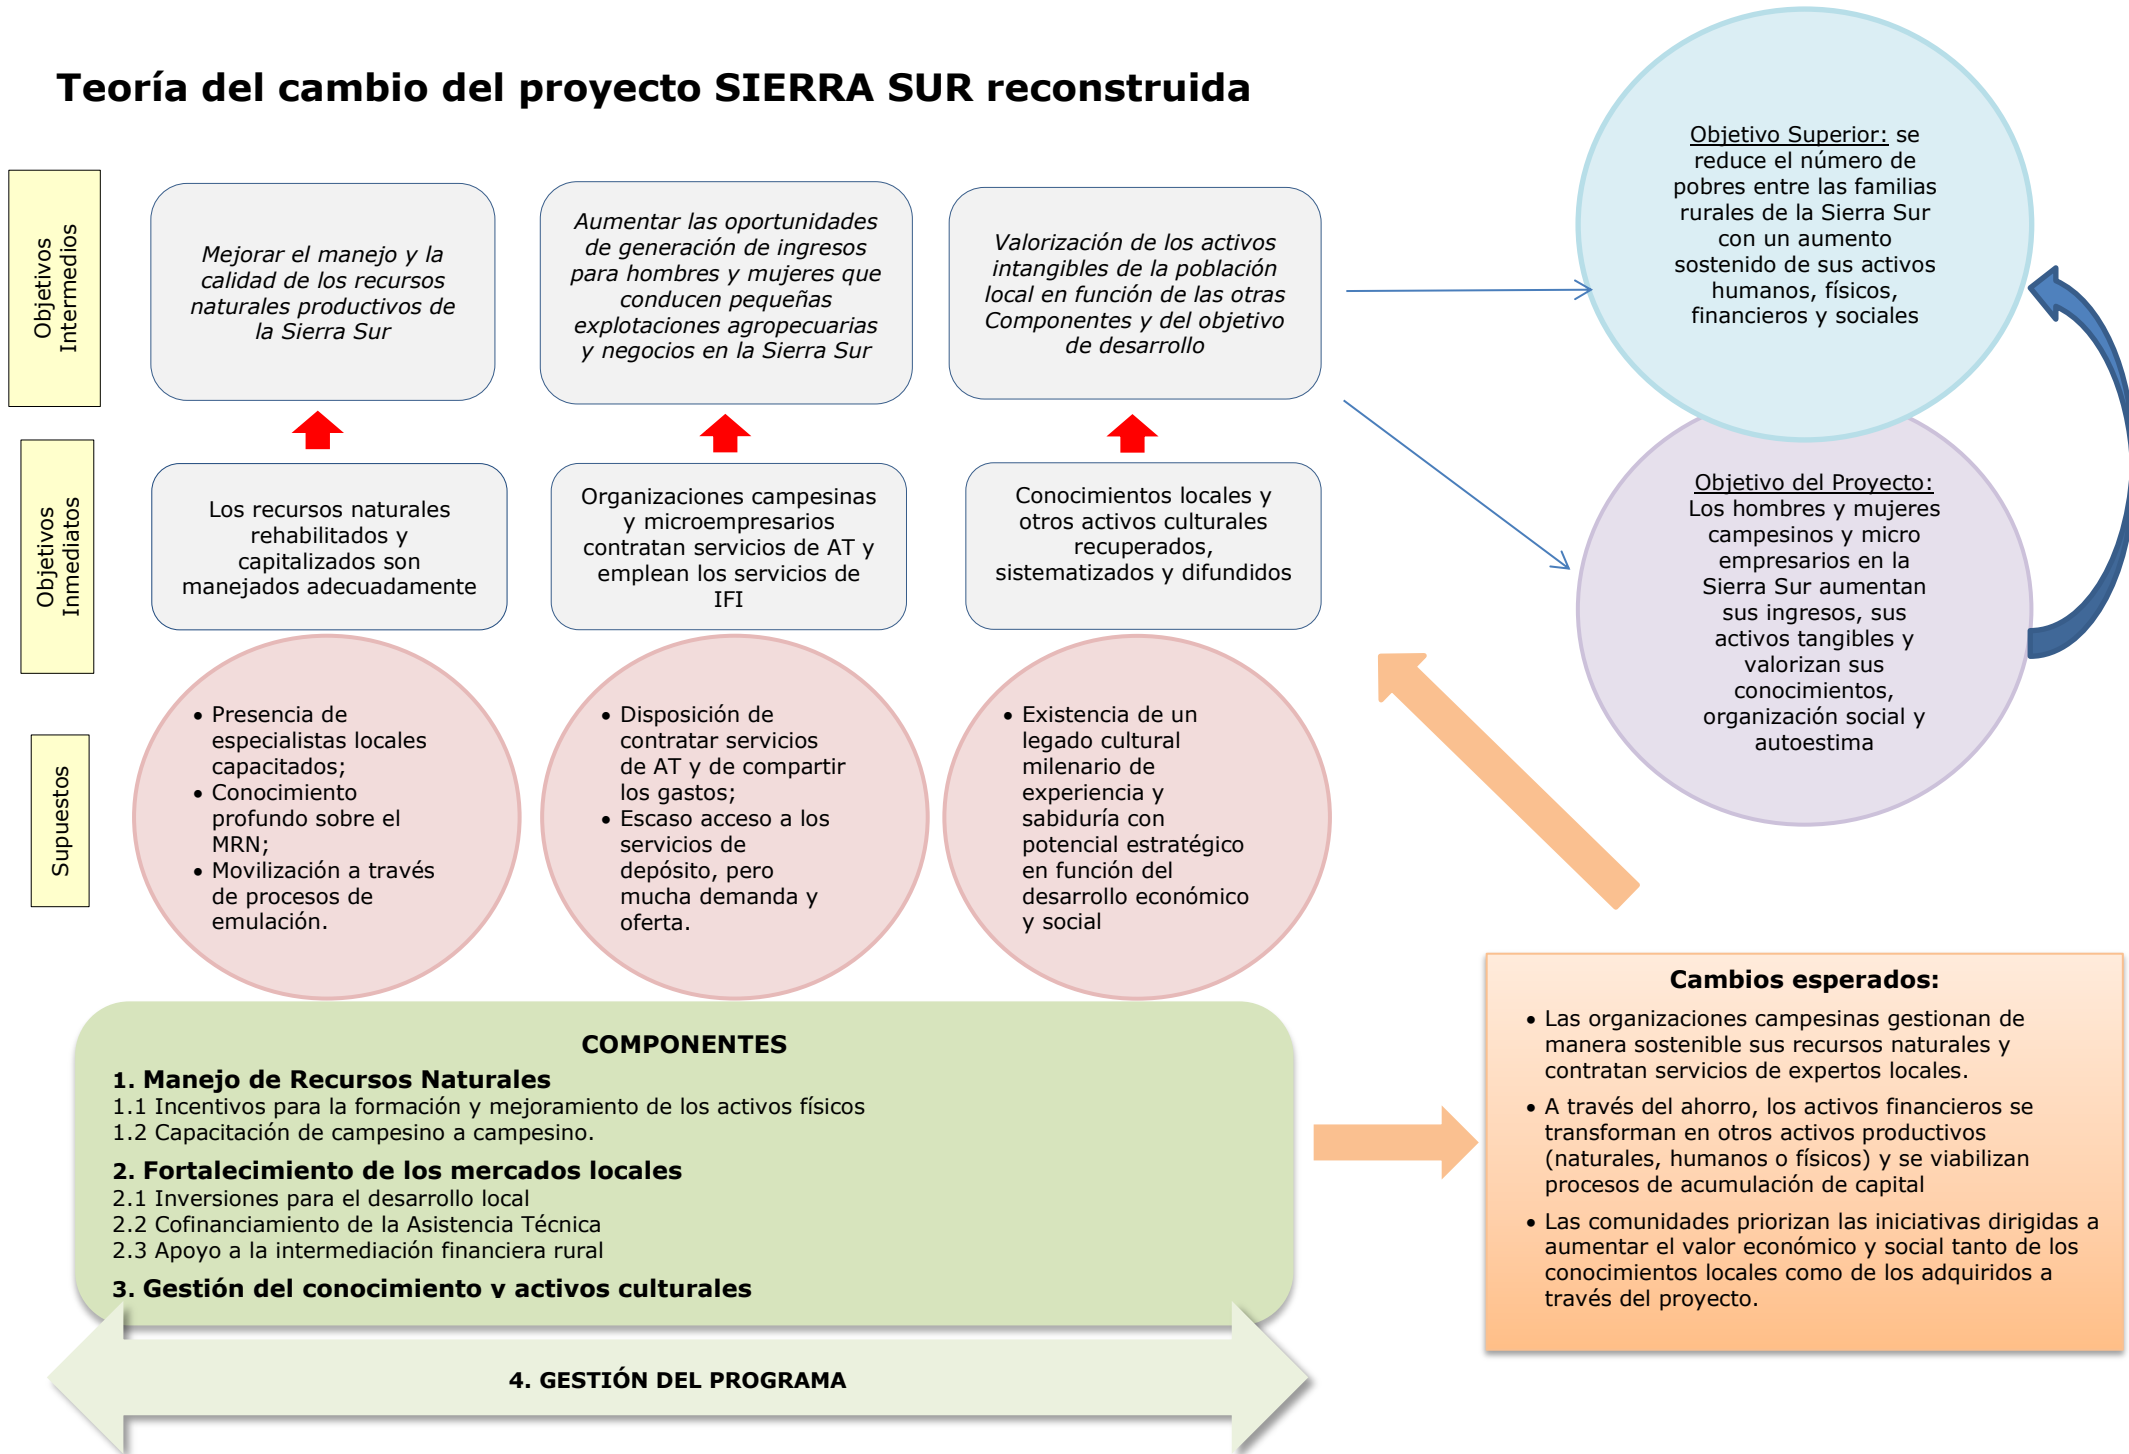 Teoría del cambio del proyecto SIERRA SUR reconstruida
Objetivos
Intermedios
Mejorar el manejo y la
calidad de los recursos
naturales productivos de
la Sierra Sur
Aumentar las oportunidades
de generación de ingresos
para hombres y mujeres que
conducen pequeñas
explotaciones agropecuarias
y negocios en la Sierra Sur
Valorización de los activos
intangibles de la población
local en función de las otras
Componentes y del objetivo
de desarrollo
Objetivo Superior: se
reduce el número de
pobres entre las familias
rurales de la Sierra Sur
con un aumento
sostenido de sus activos
humanos, físicos,
financieros y sociales
Objetivos
Inmediatos
Los recursos naturales
rehabilitados y
capitalizados son
manejados adecuadamente
Organizaciones campesinas
y microempresarios
contratan servicios de AT y
emplean los servicios de
IFI
Conocimientos locales y
otros activos culturales
recuperados,
sistematizados y difundidos
Objetivo del Proyecto:
Los hombres y mujeres
campesinos y micro
empresarios en la
Sierra Sur aumentan
sus ingresos, sus
activos tangibles y
valorizan sus
conocimientos,
organización social y
autoestima
Supuestos
• Presencia de
especialistas locales
capacitados;
• Conocimiento
profundo sobre el
MRN;
• Movilización a través
de procesos de
emulación.
• Disposición de
contratar servicios
de AT y de compartir
los gastos;
• Escaso acceso a los
servicios de
depósito, pero
mucha demanda y
oferta.
• Existencia de un
legado cultural
milenario de
experiencia y
sabiduría con
potencial estratégico
en función del
desarrollo económico
y social
COMPONENTES
1. Manejo de Recursos Naturales
1.1 Incentivos para la formación y mejoramiento de los activos físicos
1.2 Capacitación de campesino a campesino.
2. Fortalecimiento de los mercados locales
2.1 Inversiones para el desarrollo local
2.2 Cofinanciamiento de la Asistencia Técnica
2.3 Apoyo a la intermediación financiera rural
3. Gestión del conocimiento y activos culturales
4. GESTIÓN DEL PROGRAMA
Cambios esperados:
• Las organizaciones campesinas gestionan de
manera sostenible sus recursos naturales y
contratan servicios de expertos locales.
• A través del ahorro, los activos financieros se
transforman en otros activos productivos
(naturales, humanos o físicos) y se viabilizan
procesos de acumulación de capital
• Las comunidades priorizan las iniciativas dirigidas a
aumentar el valor económico y social tanto de los
conocimientos locales como de los adquiridos a
través del proyecto.